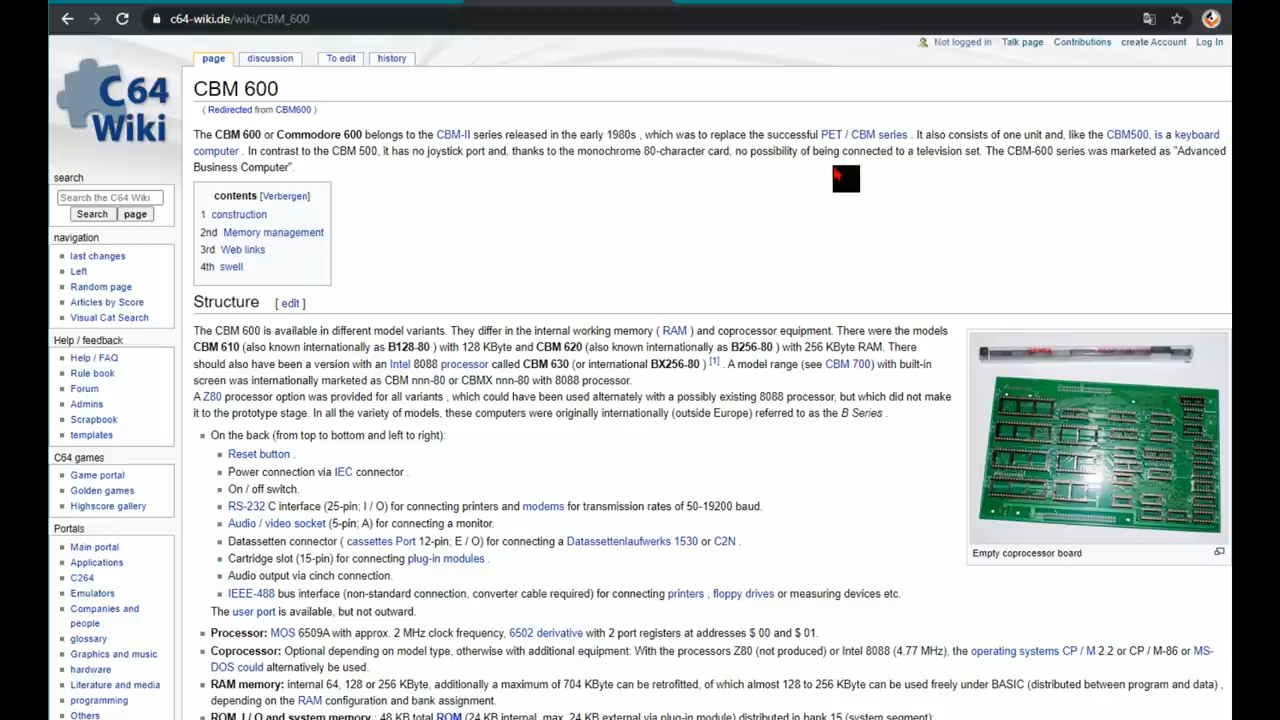 c64-wiki.de/wiki/CBM_600
Not logged in Talk page Contributions create Account Log In
page discussion To edit history
C64
Wiki
CBM 600
( Redirected from CBM600 )
The CBM 600 or Commodore 600 belongs to the CBM-II series released in the early 1980s , which was to replace the successful PET / CBM series . It also consists of one unit and, like the CBM500, is a keyboard
computer . In contrast to the CBM 500, it has no joystick port and, thanks to the monochrome 80-character card, no possibility of being connected to a television set. The CBM-600 series was marketed as "Advanced
Business Computer".
search
Search the C64 Wiki
Search page
navigation
last changes
Left
Random page
Articles by Score
Visual Cat Search
Help / feedback
Help / FAQ
Rule book
Forum
Admins
Scrapbook
templates
C64 games
Game portal
Golden games
Highscore gallery
Portals
Main portal
Applications
C264
Emulators
Companies and
people
glossary
Graphics and music
hardware
Literature and media
programming
Others
contents [Verbergen]
1 construction
2nd Memory management
3rd Web links
4th swell
Structure [ edit ]
The CBM 600 is available in different model variants. They differ in the internal working memory ( RAM ) and coprocessor equipment. There were the models
CBM 610 (also known internationally as B128-80 ) with 128 KByte and CBM 620 (also known internationally as B256-80 ) with 256 KByte RAM. There
should also have been a version with an Intel 8088 processor called CBM 630 (or international BX256-80 ) [1] . A model range (see CBM 700) with built-in
screen was internationally marketed as CBM nnn-80 or CBMX nnn-80 with 8088 processor.
A Z80 processor option was provided for all variants , which could have been used alternately with a possibly existing 8088 processor, but which did not make
it to the prototype stage. In all the variety of models, these computers were originally internationally (outside Europe) referred to as the B Series .
On the back (from top to bottom and left to right):
Reset button .
Power connection via IEC connector .
On / off switch.
RS-232 C interface (25-pin; I / O) for connecting printers and modems for transmission rates of 50-19200 baud.
Audio / video socket (5-pin; A) for connecting a monitor.
Datassetten connector ( cassettes Port 12-pin; E / O) for connecting a Datassettenlaufwerks 1530 or C2N .
Cartridge slot (15-pin) for connecting plug-in modules .
Audio output via cinch connection.
IEEE-488 bus interface (non-standard connection, converter cable required) for connecting printers , floppy drives or measuring devices etc.
The user port is available, but not outward.
Processor: MOS 6509A with approx. 2 MHz clock frequency, 6502 derivative with 2 port registers at addresses $ 00 and $ 01.
Coprocessor: Optional depending on model type, otherwise with additional equipment: With the processors Z80 (not produced) or Intel 8088 (4.77 MHz), the operating systems CP / M 2.2 or CP / M-86 or MS-
DOS could alternatively be used.
RAM memory: internal 64, 128 or 256 KByte, additionally a maximum of 704 KByte can be retrofitted, of which almost 128 to 256 KByte can be used freely under BASIC (distributed between program and data) ,
depending on the RAM configuration and bank assignment.
ROM, I / O and system memory : 48 KB total ROM (24 KB internal, max. 24 KB external via plug-in module) distributed in bank 15 (system segment):
Empty coprocessor board